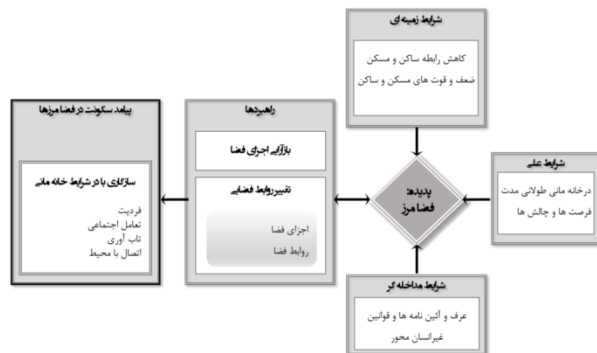 شرایط زمینه ای
کاهش رابطه ساکن و مسکن
ضعف و قوت های مسکن و ساکن
شرایط علی
درخانه مانی طولانی مدت
فرصت ها و چالش ها
پدیده:
فضا مرز
راهبردها
بازآرایی اجزای فضا
تغییر روابط فضایی
اجزای فضا
روابط فضا
پیامد سکونت در فضا مرزها
سازگاری با در شرایط خانه مانی
فردیت
تعامل اجتماعی
تاب آوری
اتصال با محیط
شرایط مداخله گر
عرف و آئین نامه ها و قوانین
غیرانسان محور